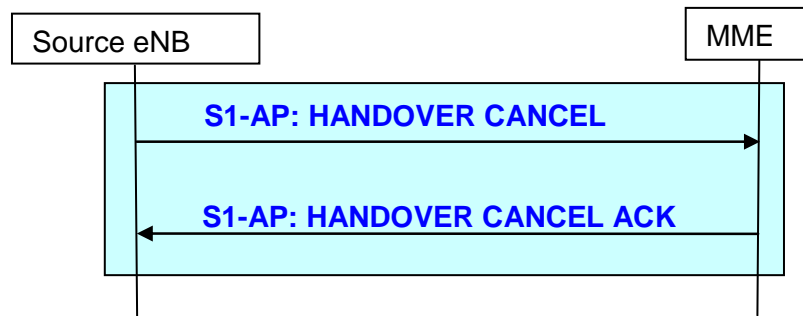 Source eNB
MME
S1-AP: HANDOVER CANCEL
S1-AP: HANDOVER CANCEL ACK